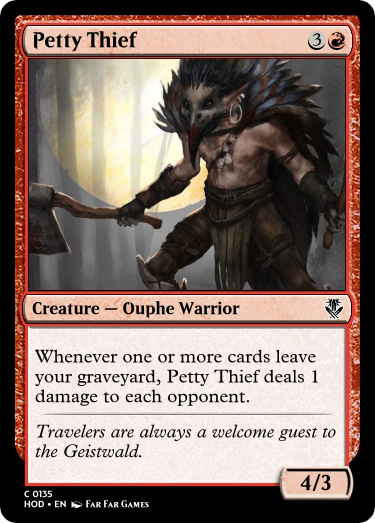 Petty Thief 3
Creature — Ouphe Warrior
Whenever one or more cards leave
your graveyard, Petty Thief deals 1
damage to each opponent.
Travelers are always a welcome guest to
the Geistwald.
4/3
C 0135
HOD • EN Far Far Games